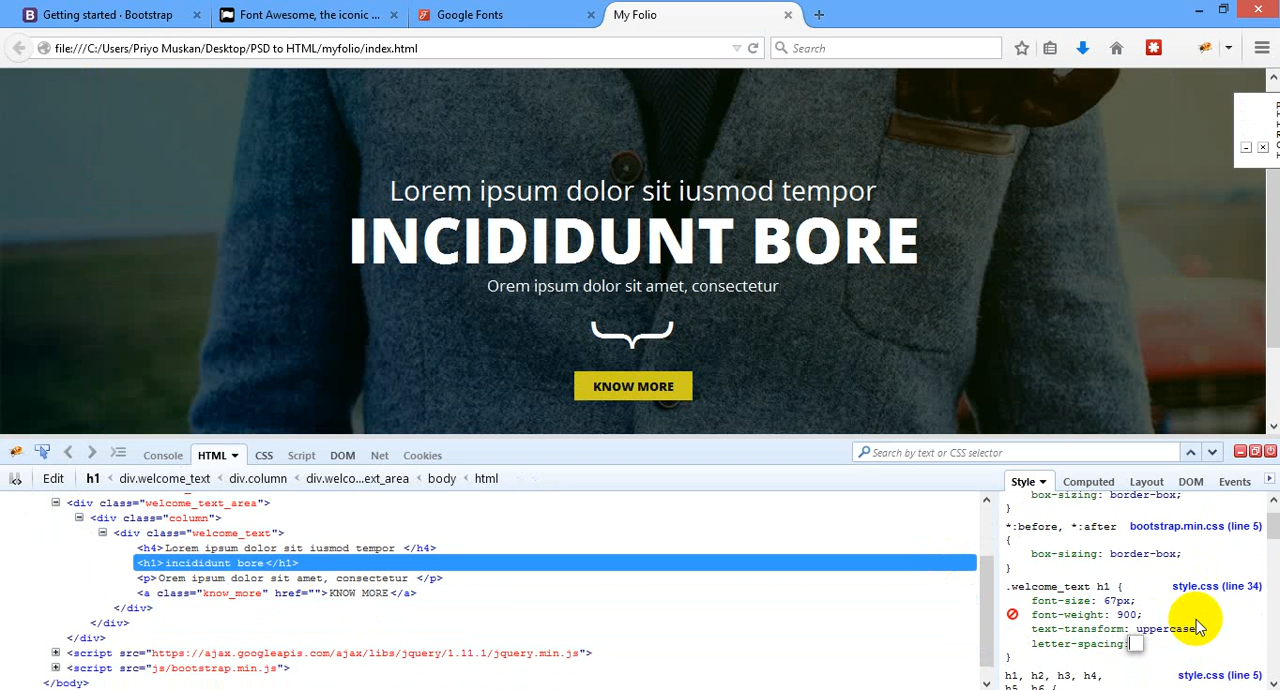 Getting started · Bootstrap
Font Awesome, the iconic ...
Google Fonts
My Folio
file:///C:/Users/Priyo Muskan/Desktop/PSD to HTML/myfolio/index.html
Search
Lorem ipsum dolor sit iusmod tempor
INCIDIDUNT BORE
Orem ipsum dolor sit amet, consectetur
KNOW MORE
Console HTML CSS Script DOM Net Cookies
Search by text or CSS selector
Edit h1 < div.welcome_text < div.column < div.welco...ext_area < body < html
Style Computed Layout DOM Events
<div class="welcome_text_area">
<div class="column">
<div class="welcome_text">
<h4>Lorem ipsum dolor sit iusmod tempor </h4>
<h1>incididunt bore</h1>
<p>Orem ipsum dolor sit amet, consectetur </p>
<a class="know_more" href="">KNOW MORE</a>
</div>
</div>
</div>
<script src="https://ajax.googleapis.com/ajax/libs/jquery/1.11.1/jquery.min.js">
<script src="js/bootstrap.min.js">
</body>
box-sizing: border-box;
}
*:before, *:after bootstrap.min.css (line 5)
{
box-sizing: border-box;
}
.welcome_text h1 { style.css (line 34)
font-size: 67px;
font-weight: 900;
text-transform: uppercase;
letter-spacing:
}
h1, h2, h3, h4, style.css (line 5)
h5, h6 {